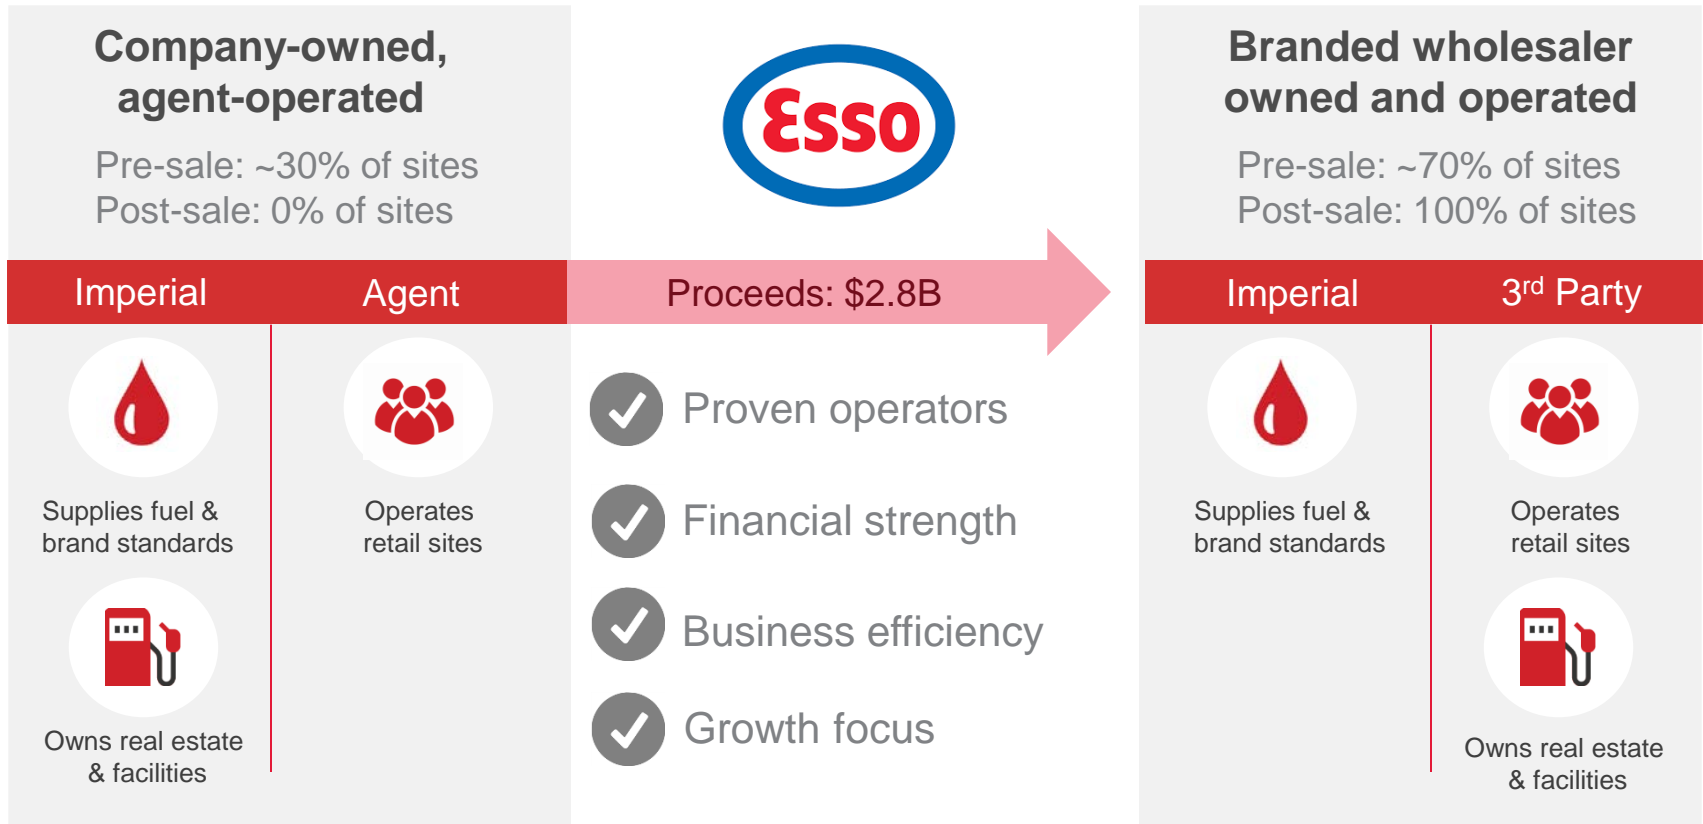 Company-owned,
agent-operated
Pre-sale: ~30% of sites
Post-sale: 0% of sites
Imperial
Agent
Supplies fuel &
brand standards
Operates
retail sites
Owns real estate
& facilities
Esso
Proceeds: $2.8B
Proven operators
Financial strength
Business efficiency
Growth focus
Branded wholesaler
owned and operated
Pre-sale: ~70% of sites
Post-sale: 100% of sites
Imperial
3rd Party
Supplies fuel &
brand standards
Operates
retail sites
Owns real estate
& facilities